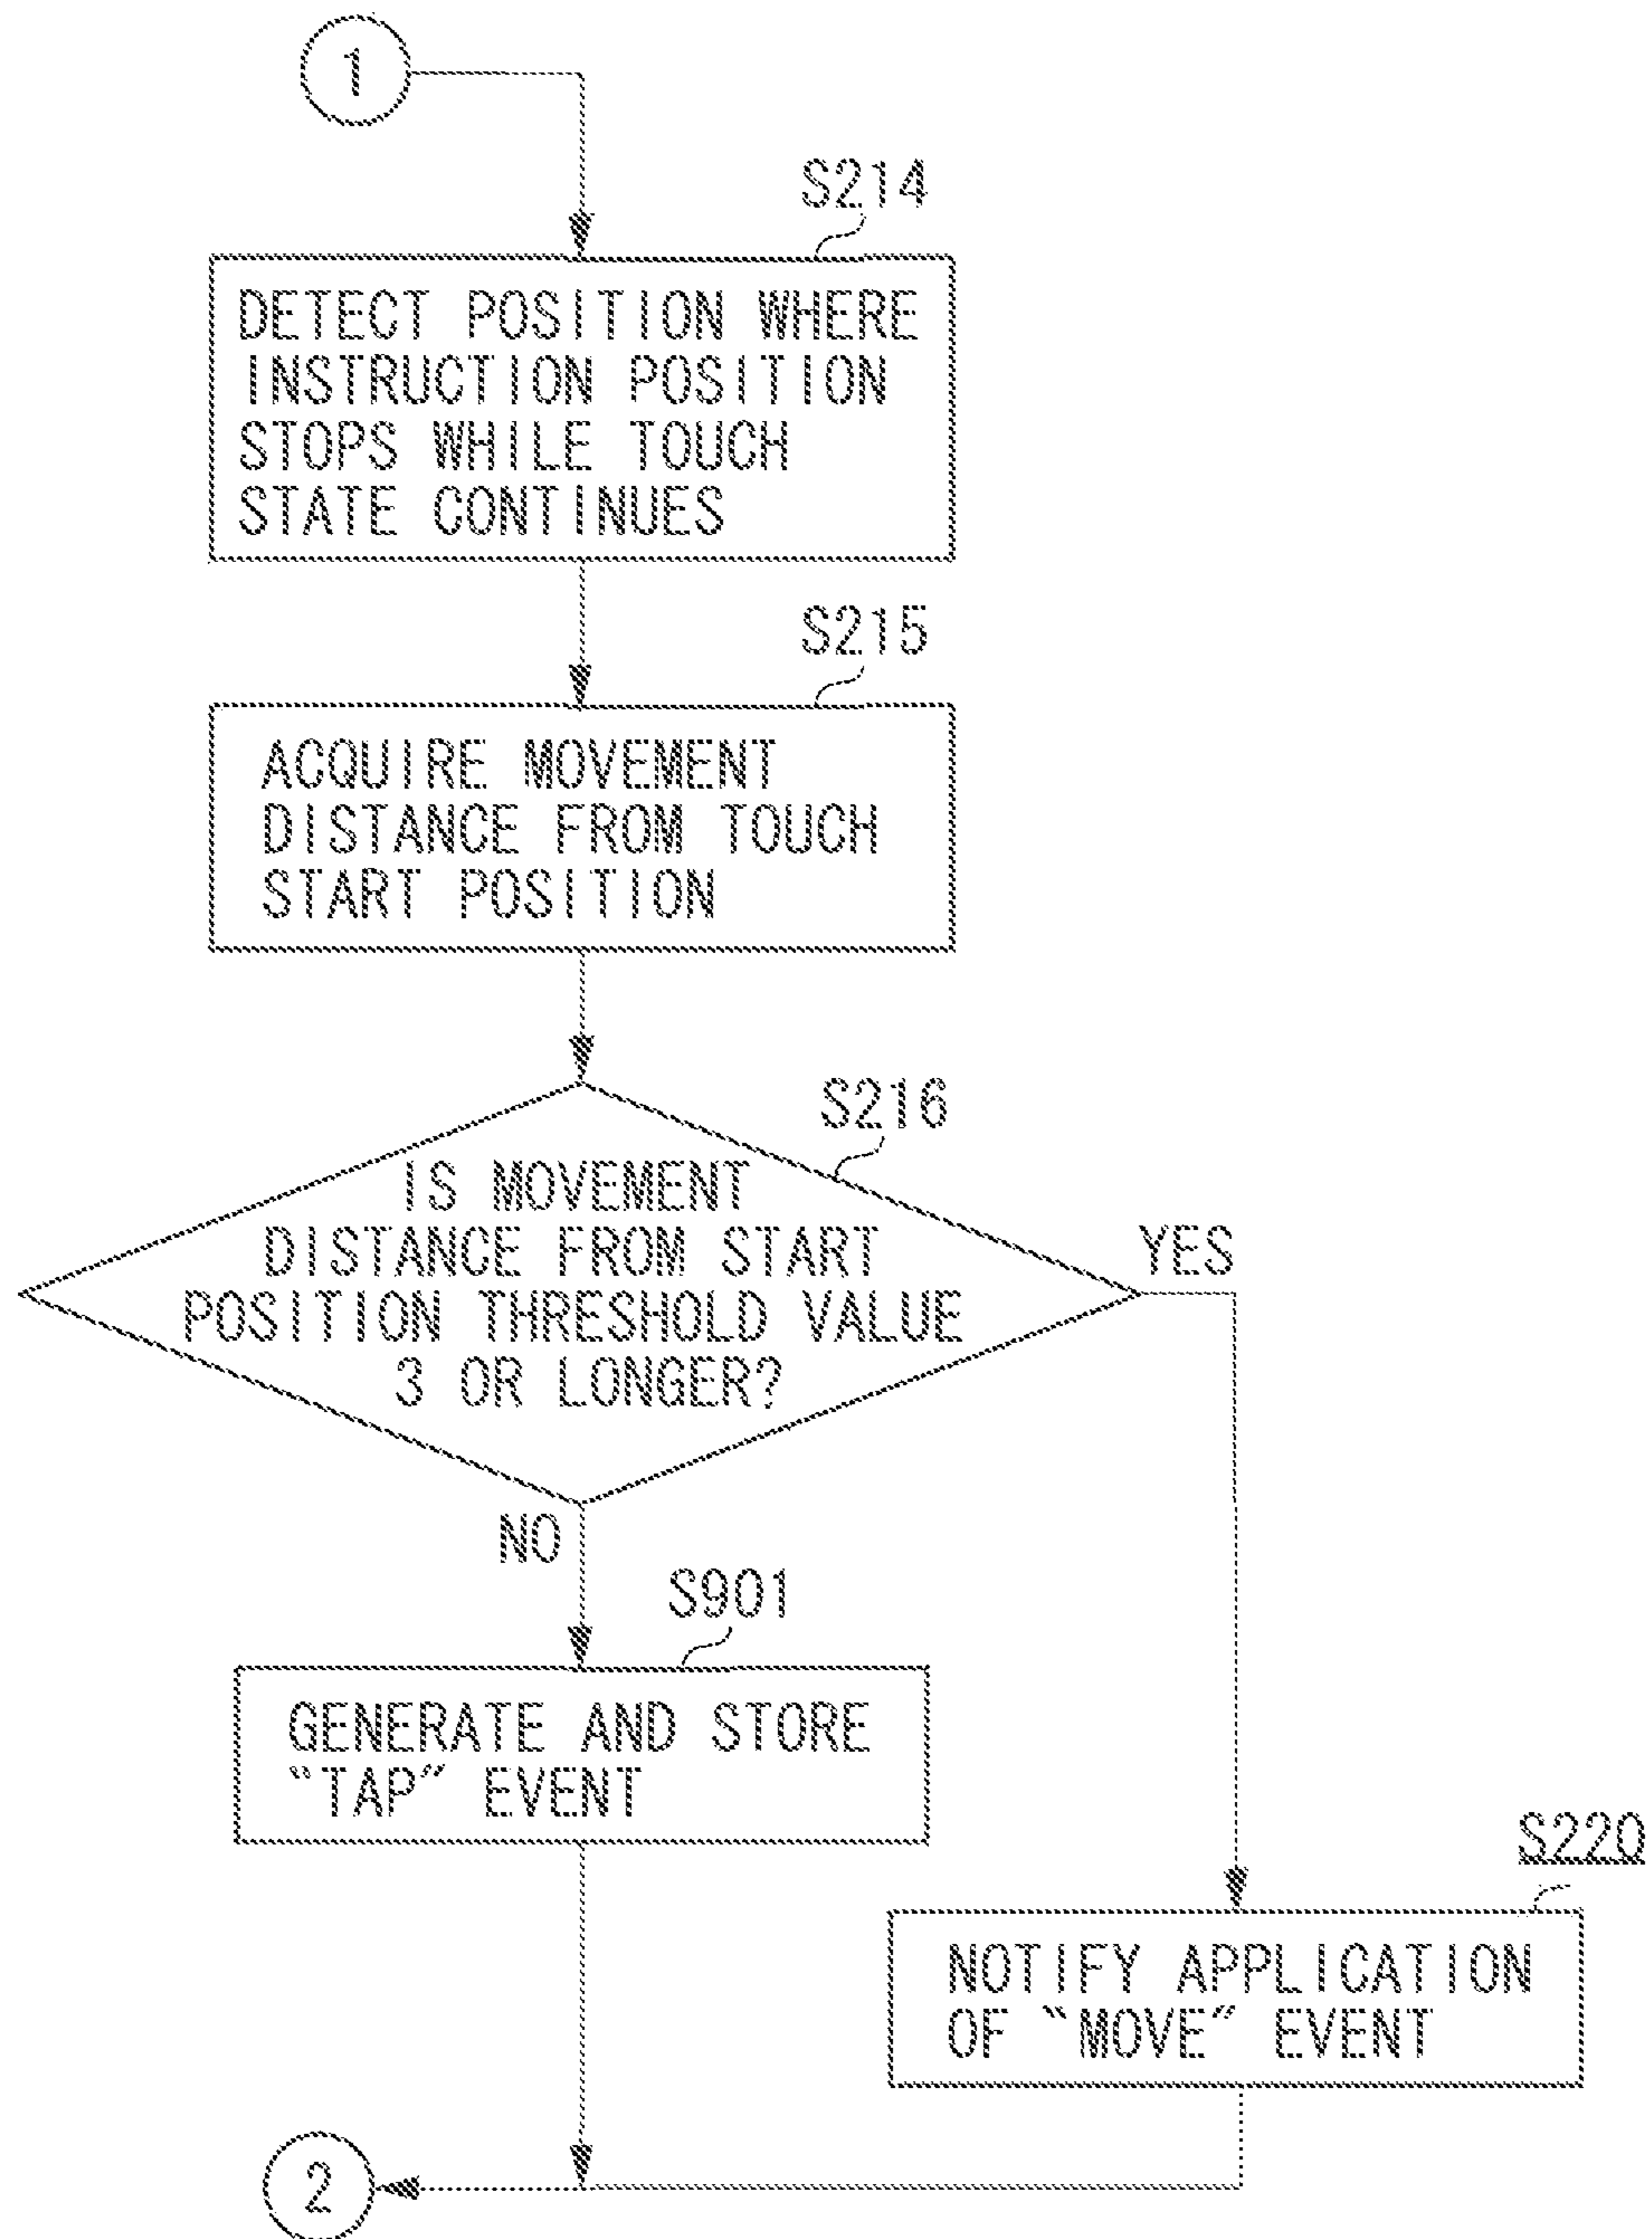 1
S214
DETECT POSITION WHERE
INSTRUCTION POSITION
STOPS WHILE TOUCH
STATE CONTINUES
S215
ACQUIRE MOVEMENT
DISTANCE FROM TOUCH
START POSITION
S216
IS MOVEMENT
DISTANCE FROM START
POSITION THRESHOLD VALUE
3 OR LONGER?
YES
NO
S901
GENERATE AND STORE
“TAP” EVENT
S220
NOTIFY APPLICATION
OF “MOVE” EVENT
2